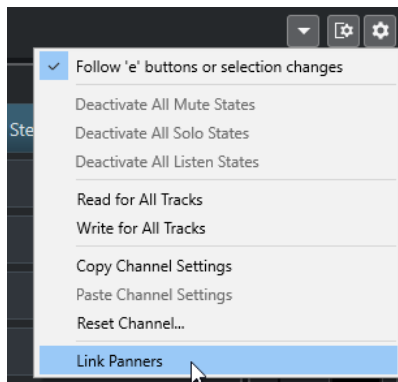 Follow 'e' buttons or selection changes
Deactivate All Mute States
Ste
Deactivate All Solo States
Deactivate All Listen States
Read for All Tracks
Write for All Tracks
Copy Channel Settings
Paste Channel Settings
Reset Channel...
Link Panners